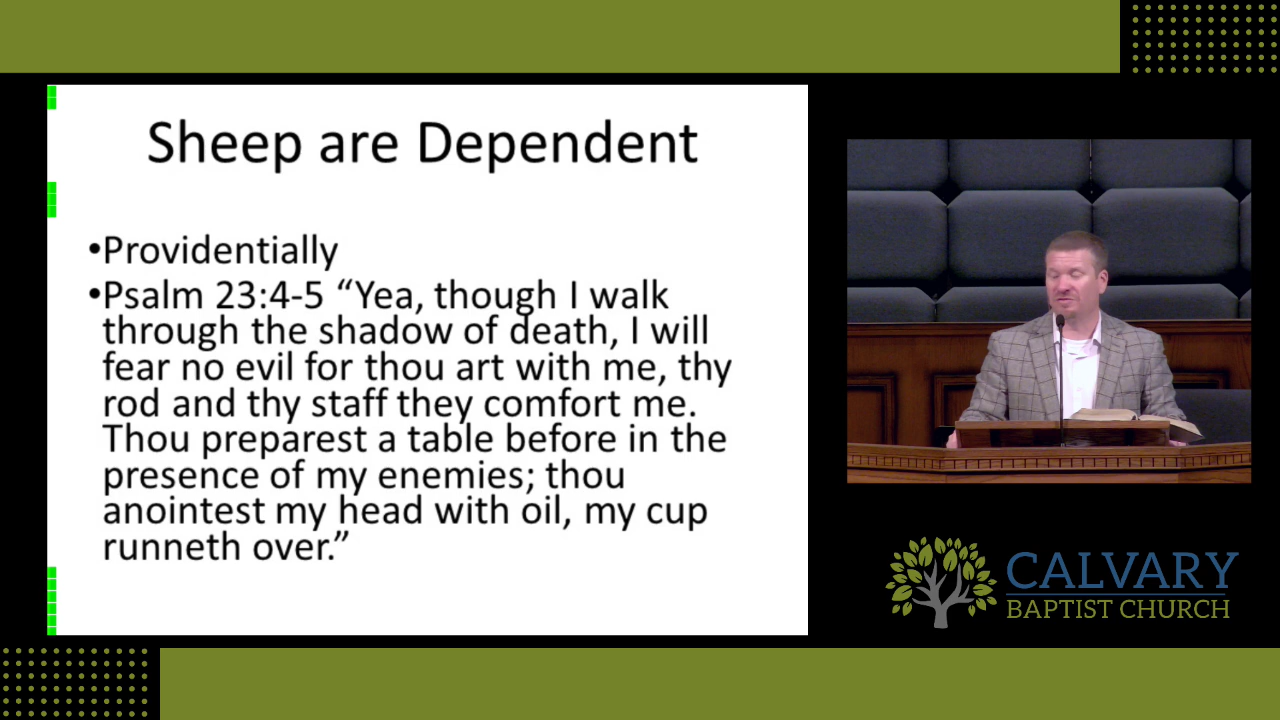 Sheep are Dependent
•Providentially
•Psalm 23:4-5 “Yea, though I walk
through the shadow of death, I will
fear no evil for thou art with me, thy
rod and thy staff they comfort me.
Thou preparest a table before in the
presence of my enemies; thou
anointest my head with oil, my cup
runneth over.”
CALVARY
BAPTIST CHURCH